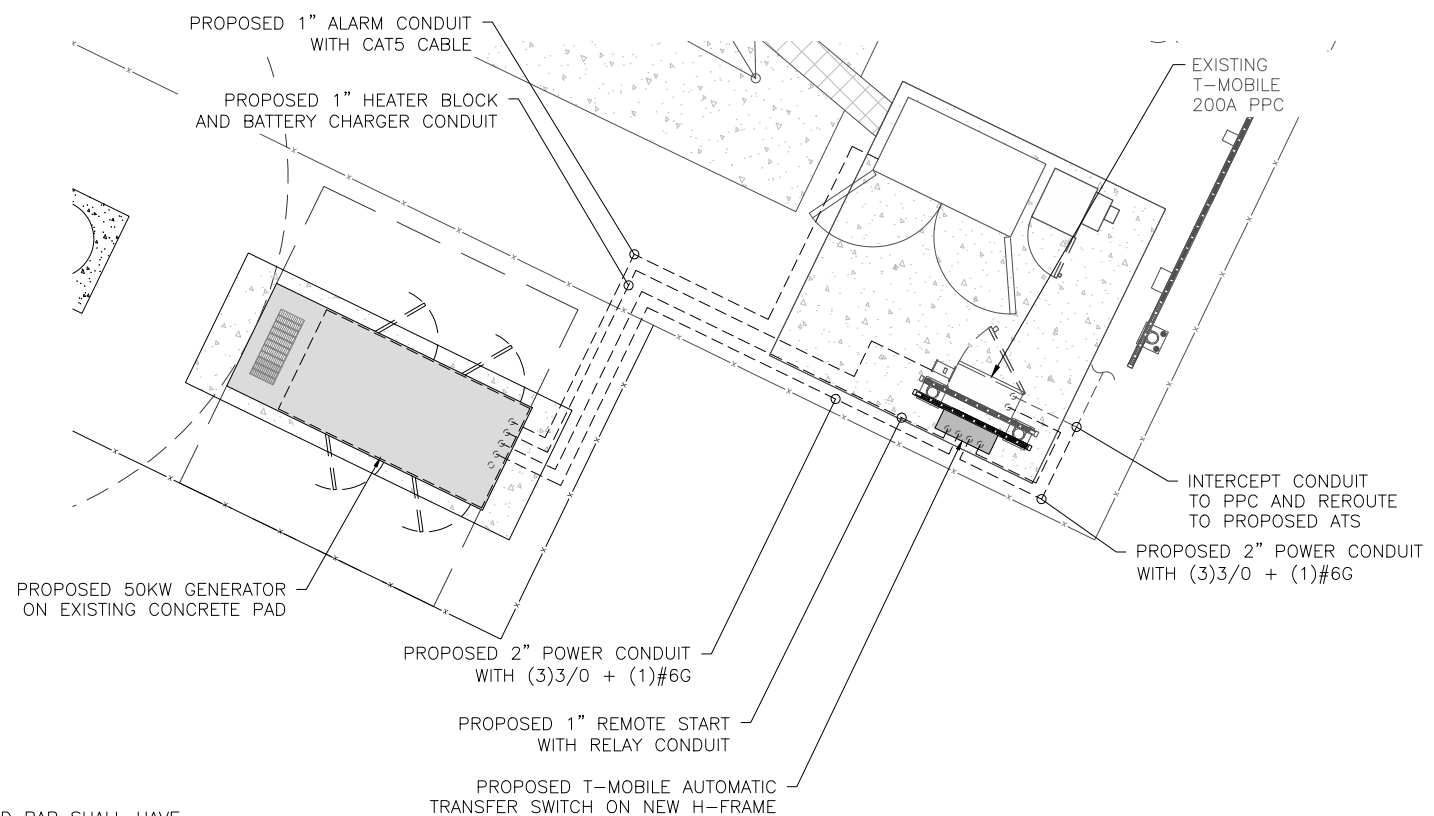 PROPOSED 1" ALARM CONDUIT
WITH CAT5 CABLE
PROPOSED 1" HEATER BLOCK
AND BATTERY CHARGER CONDUIT
EXISTING
T-MOBILE
200A PPC
INTERCEPT CONDUIT
TO PPC AND REROUTE
TO PROPOSED ATS
PROPOSED 2" POWER CONDUIT
WITH (3)3/0 + (1)#6G
PROPOSED 50KW GENERATOR
ON EXISTING CONCRETE PAD
PROPOSED 2" POWER CONDUIT
WITH (3)3/0 + (1)#6G
PROPOSED 1" REMOTE START
WITH RELAY CONDUIT
PROPOSED T-MOBILE AUTOMATIC
TRANSFER SWITCH ON NEW H-FRAME